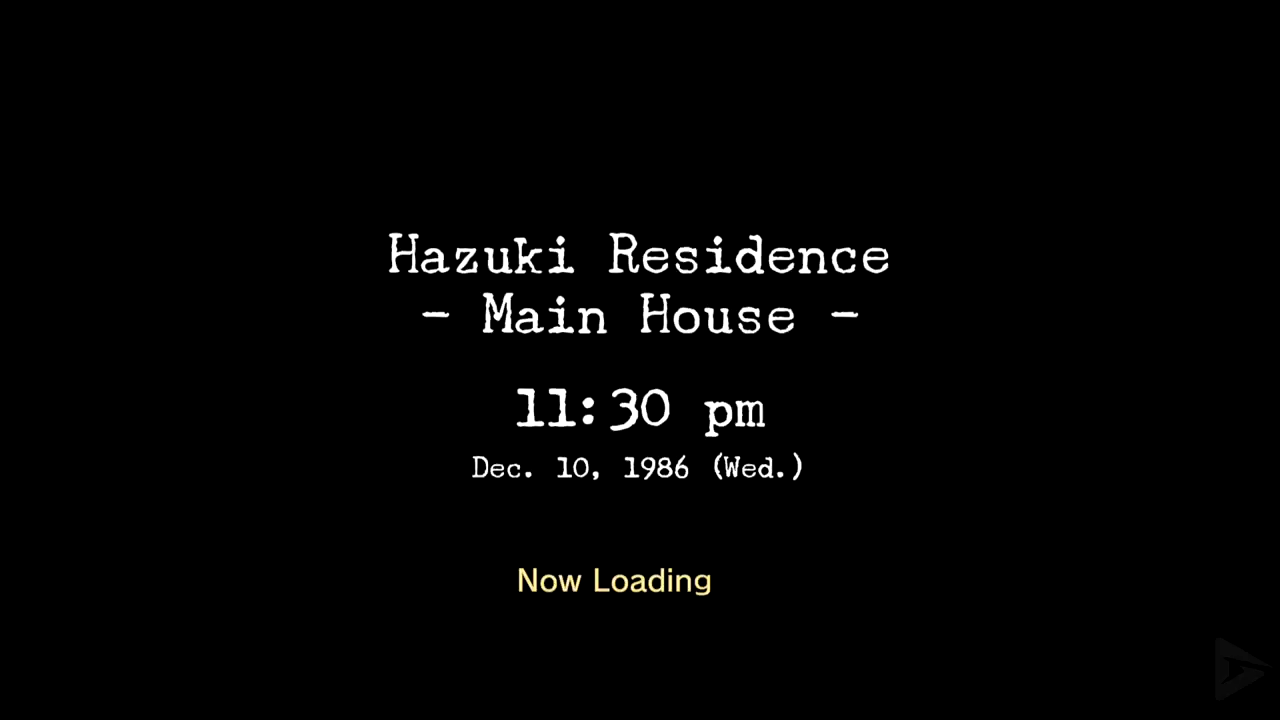 Hazuki Residence
- Main House -
11:30 pm
Dec. 10, 1986 (Wed.)
Now Loading